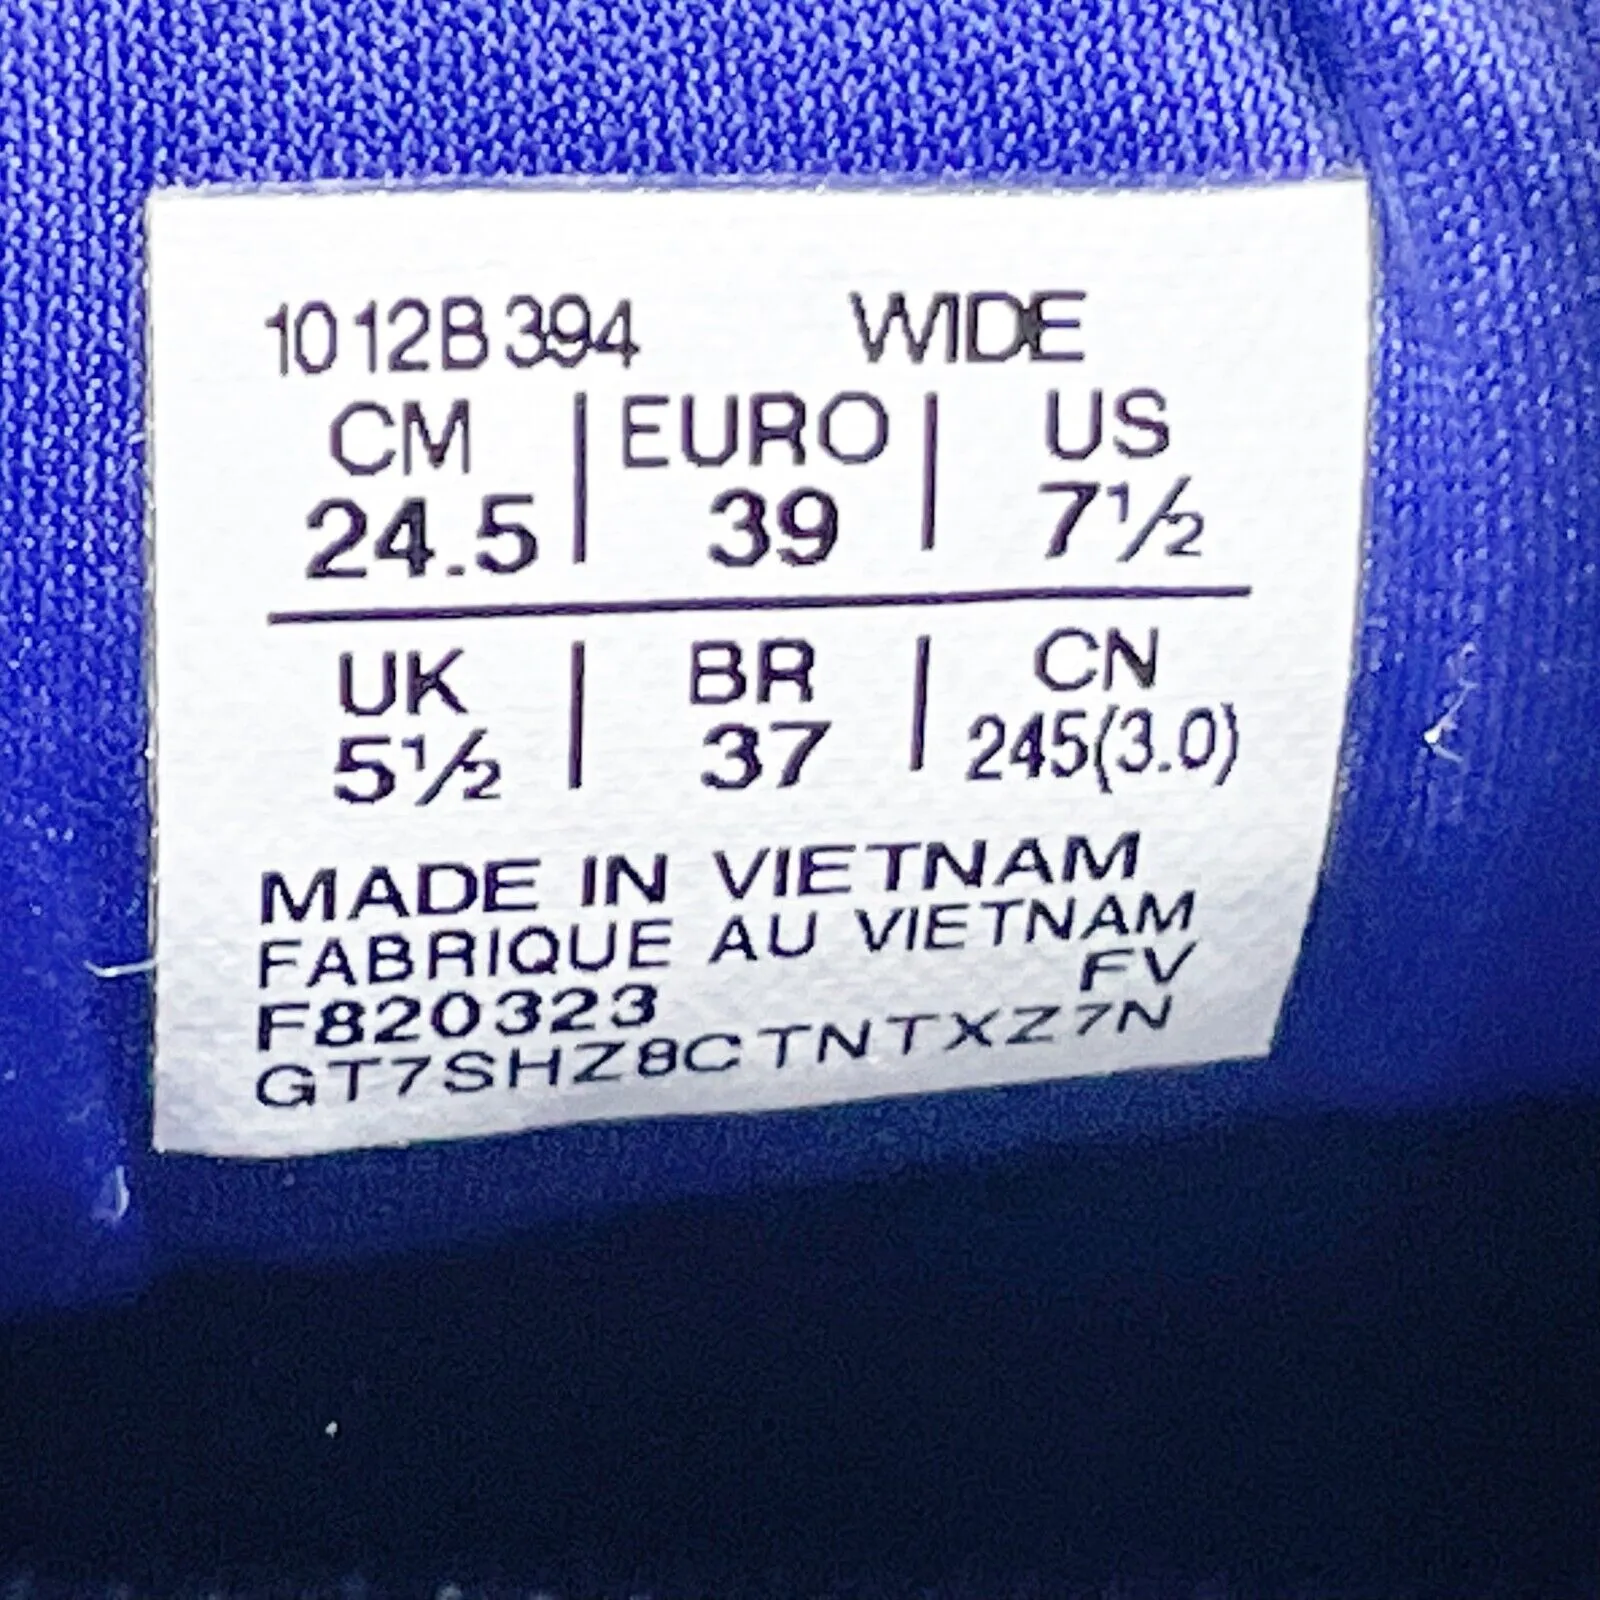 1012B394 WIDE
CM | EURO | US
24.5 | 39 | 7½
UK | BR | CN
5½ | 37 | 245(3.0)
MADE IN VIETNAM
FABRIQUE AU VIETNAM
F820323 FV
GT7SHZ8CTNTXZ7N